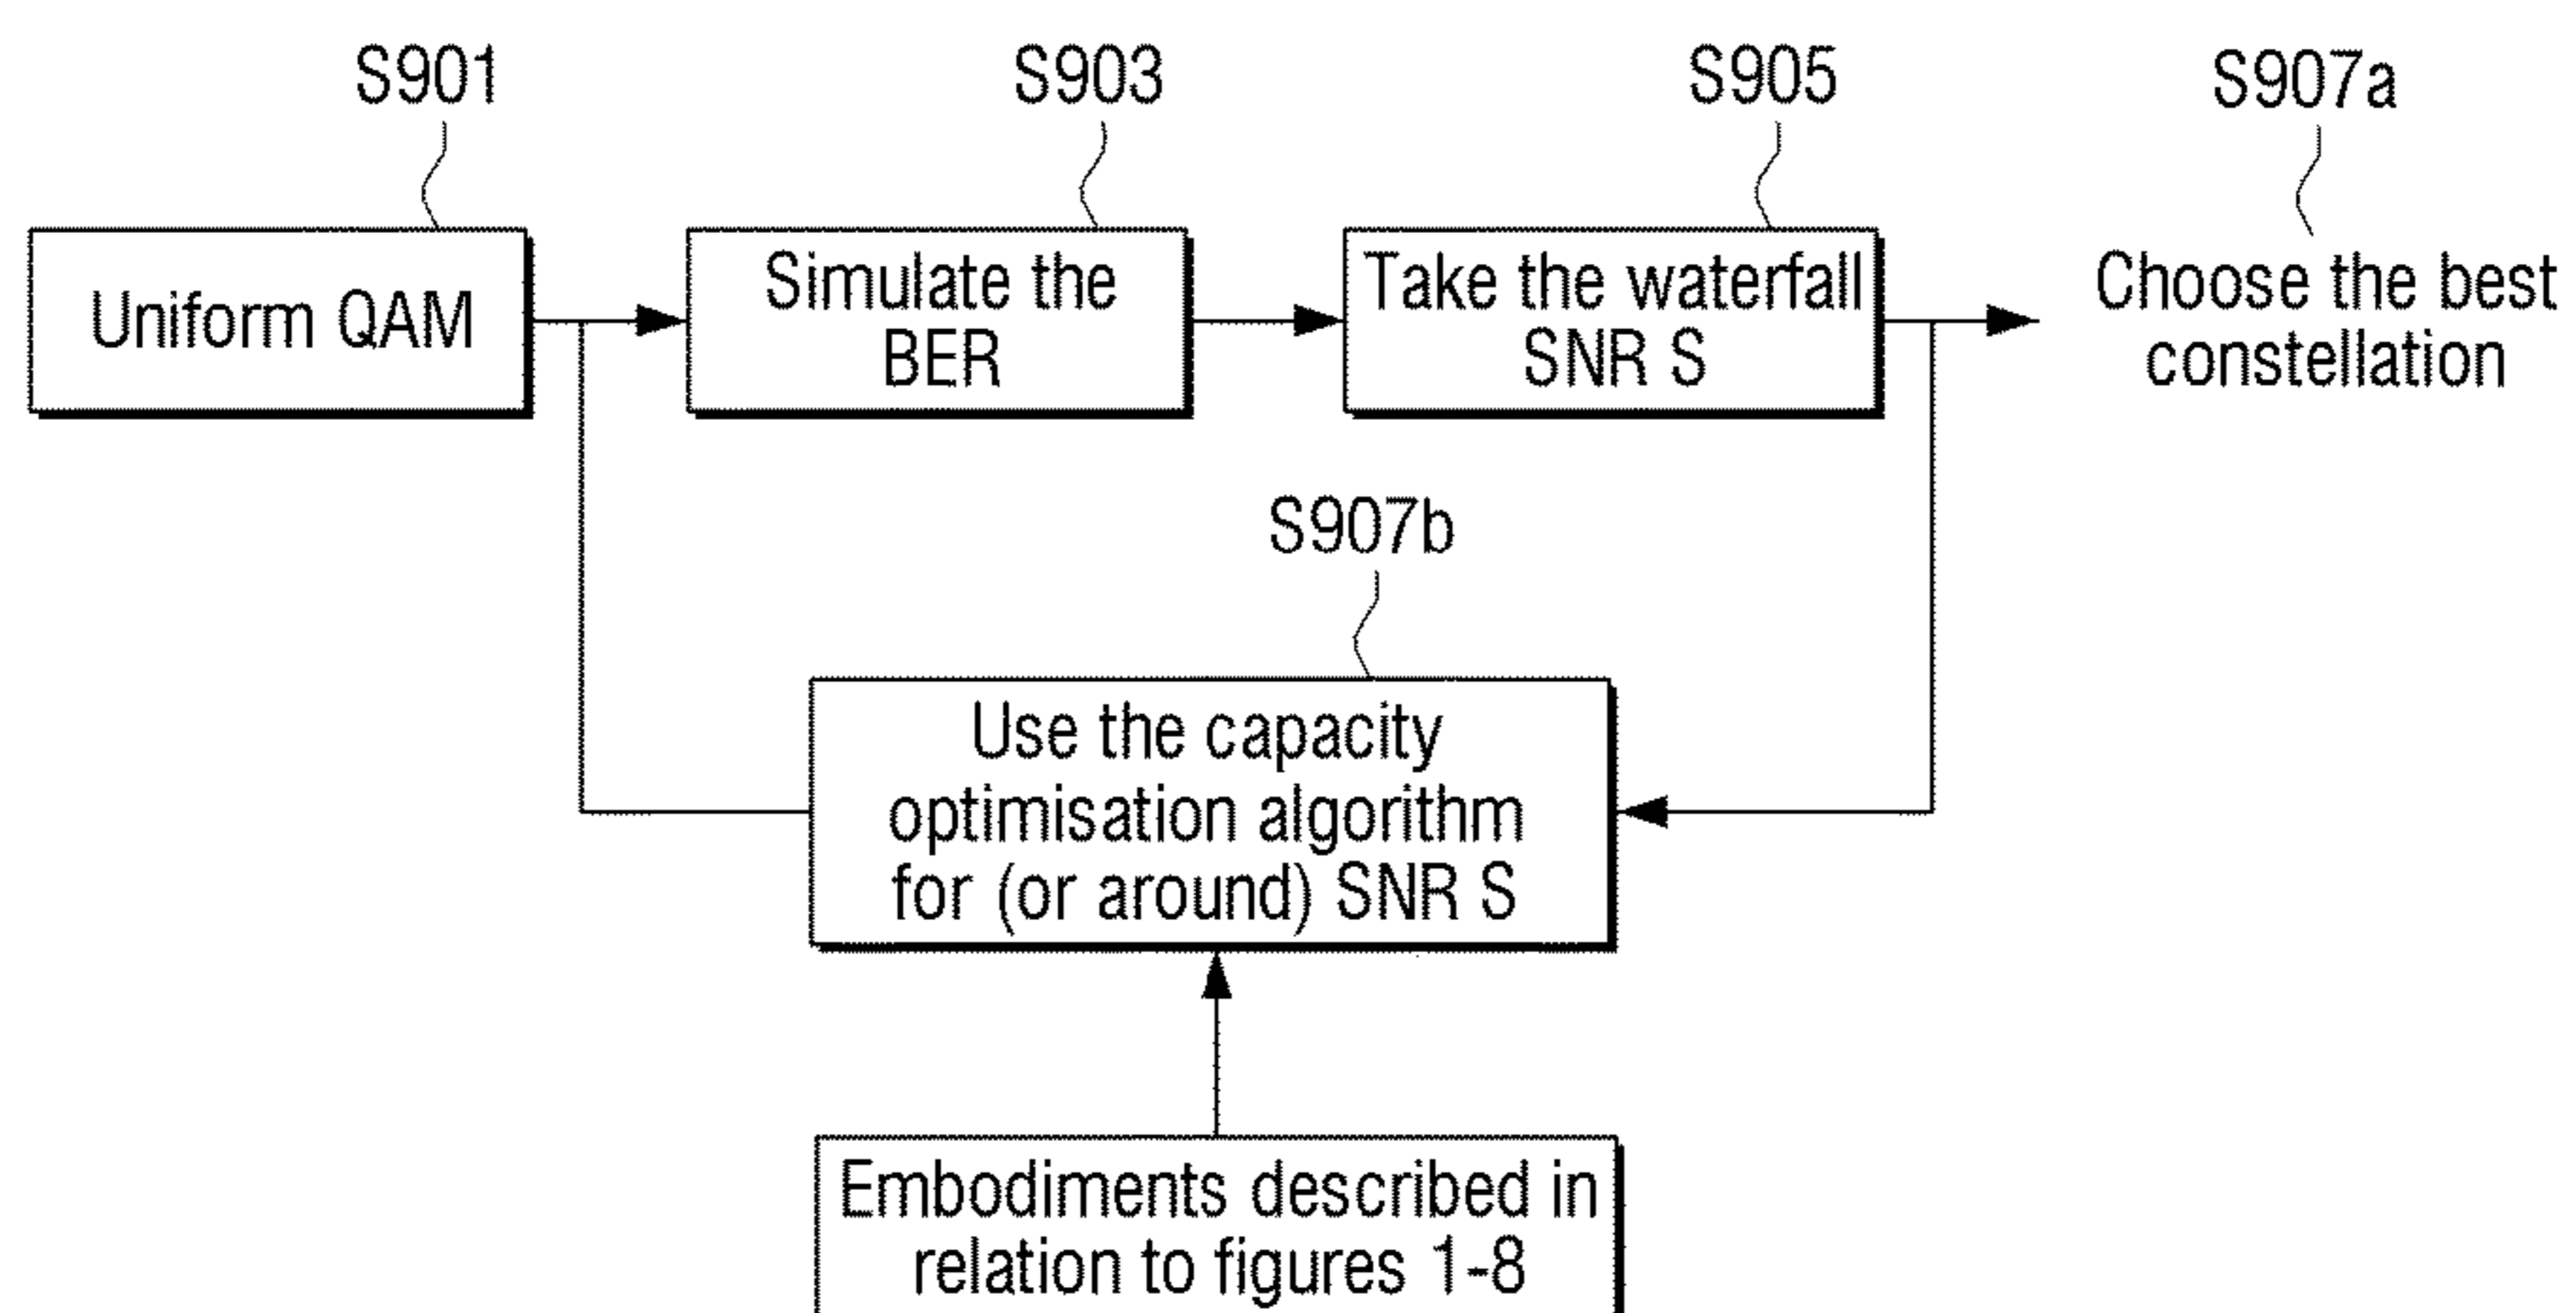 S901
S903
S905
S907a
Uniform QAM
Simulate the
BER
Take the waterfall
SNR S
Choose the best
constellation
S907b
Use the capacity
optimisation algorithm
for (or around) SNR S
Embodiments described in
relation to figures 1-8